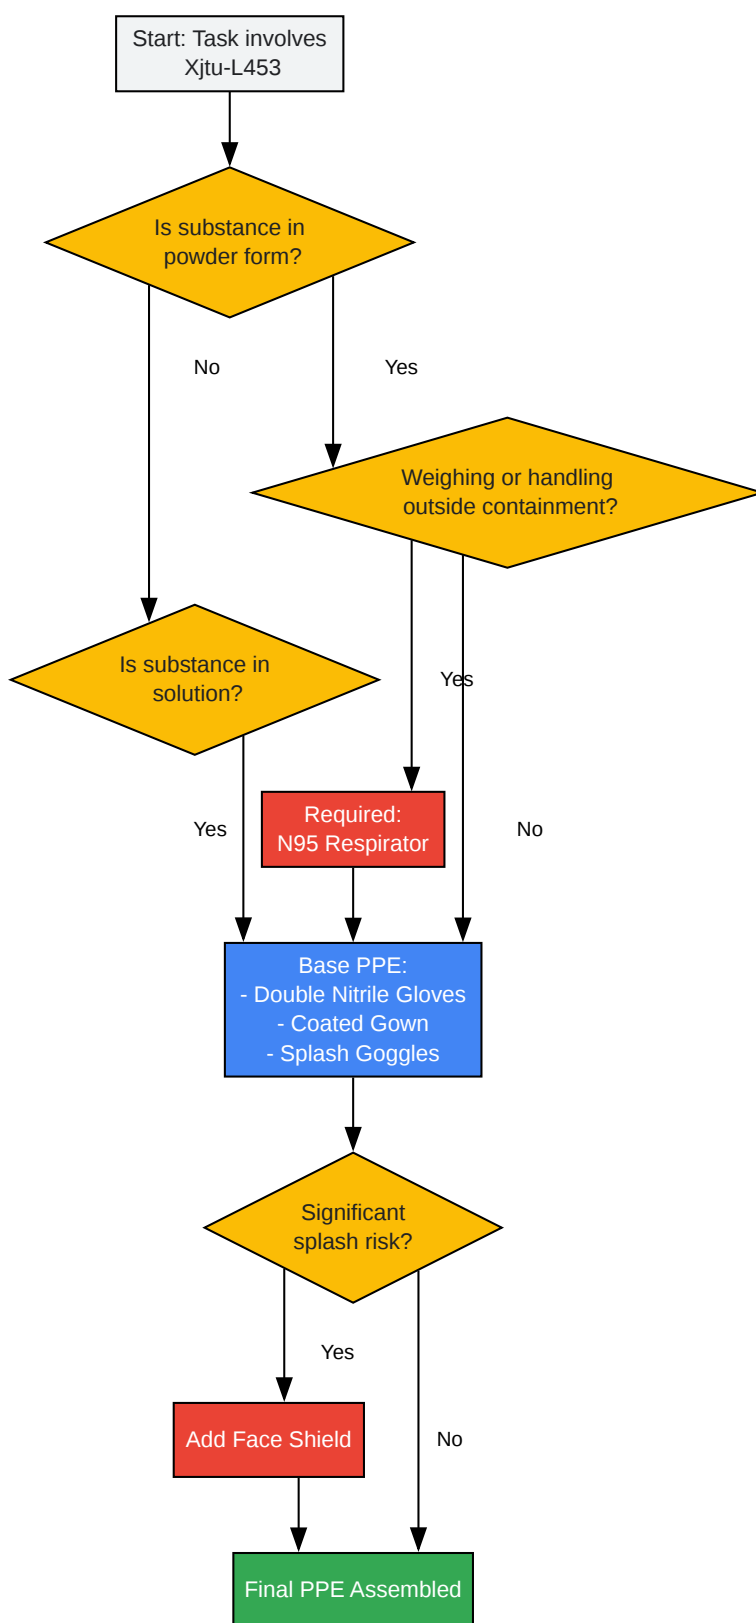 Start: Task involves
Xjtu-L453
Is substance in
powder form?
No
Yes
Weighing or handling
outside containment?
Is substance in
solution?
Yes
Yes
Required:
N95 Respirator
No
Base PPE:
- Double Nitrile Gloves
- Coated Gown
- Splash Goggles
Significant
splash risk?
Yes
Add Face Shield
No
Final PPE Assembled